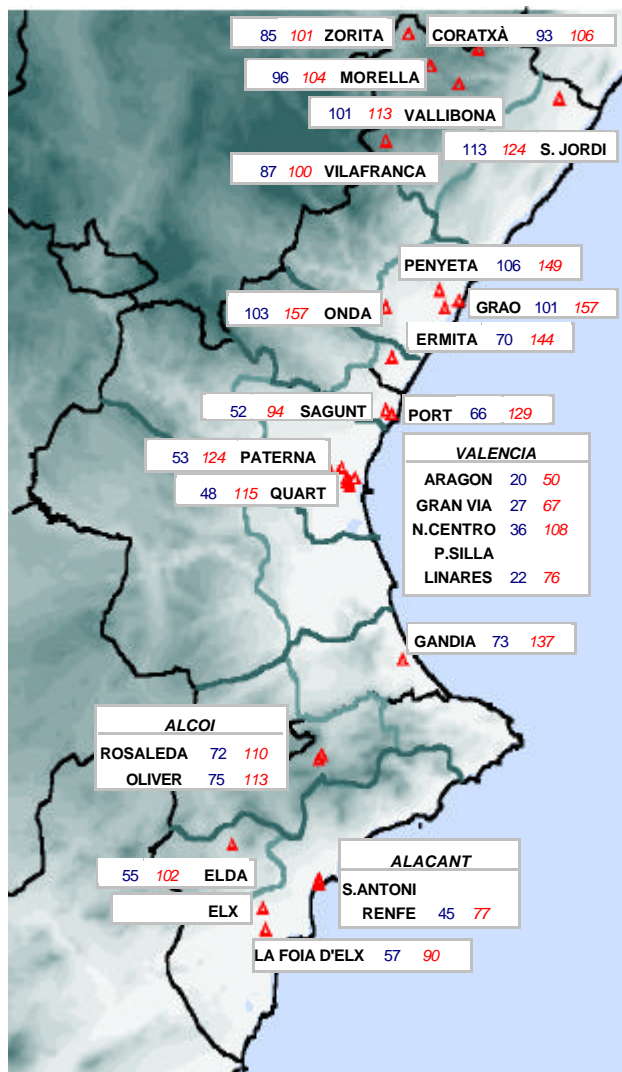 85 101 ZORITA
CORATXÀ 93 106
96 104 MORELLA
101 113 VALLIBONA
113 124 S. JORDI
87 100 VILAFRANCA
PENYETA 106 149
103 157 ONDA
GRAO 101 157
ERMITA 70 144
52 94 SAGUNT
PORT 66 129
53 124 PATERNA
48 115 QUART
VALENCIA
ARAGON 20 50
GRAN VIA 27 67
N.CENTRO 36 108
P.SILLA
LINARES 22 76
GANDIA 73 137
ALCOI
ROSALEDA 72 110
OLIVER 75 113
55 102 ELDA
ELX
ALACANT
S.ANTONI
RENFE 45 77
LA FOIA D'ELX 57 90